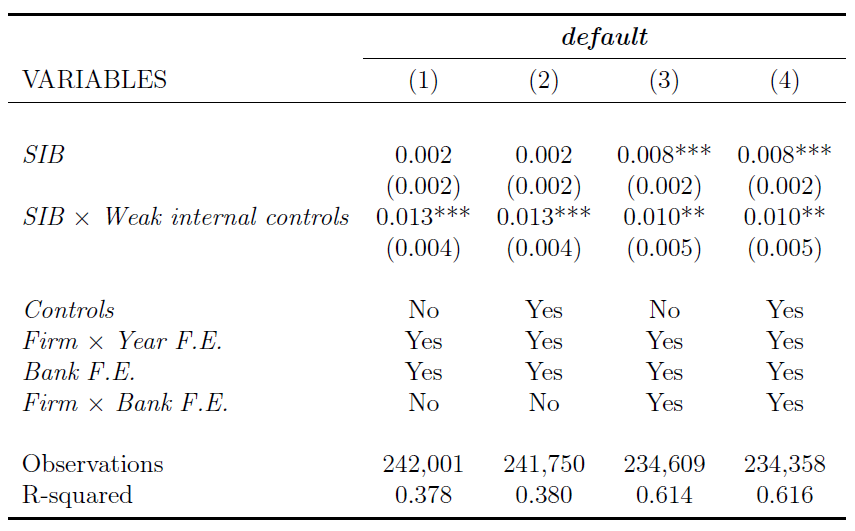 default
VARIABLES (1) (2) (3) (4)
SIB 0.002 0.002 0.008*** 0.008***
(0.002) (0.002) (0.002) (0.002)
SIB × Weak internal controls 0.013*** 0.013*** 0.010** 0.010**
(0.004) (0.004) (0.005) (0.005)
Controls No Yes No Yes
Firm × Year F.E. Yes Yes Yes Yes
Bank F.E. Yes Yes Yes Yes
Firm × Bank F.E. No No Yes Yes
Observations 242,001 241,750 234,609 234,358
R-squared 0.378 0.380 0.614 0.616